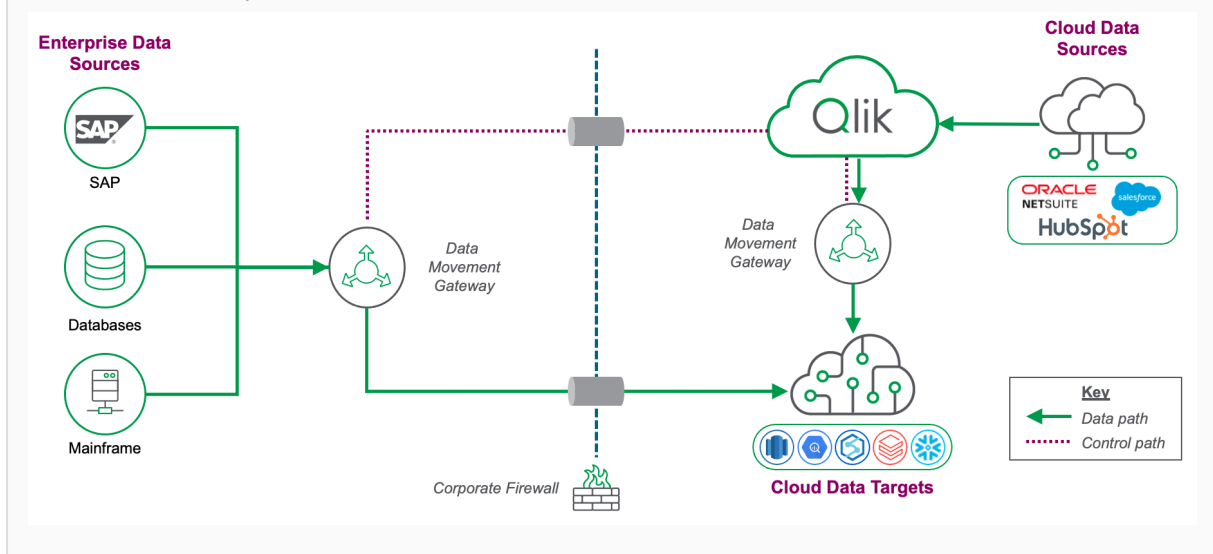 Enterprise Data
Sources
SAP
SAP
Databases
Mainframe
Data
Movement
Gateway
Corporate Firewall
Qlik
Data
Movement
Gateway
Cloud Data
Sources
ORACLE
NETSUITE
salesforce
HubSpot
Cloud Data Targets
Key
Data path
Control path